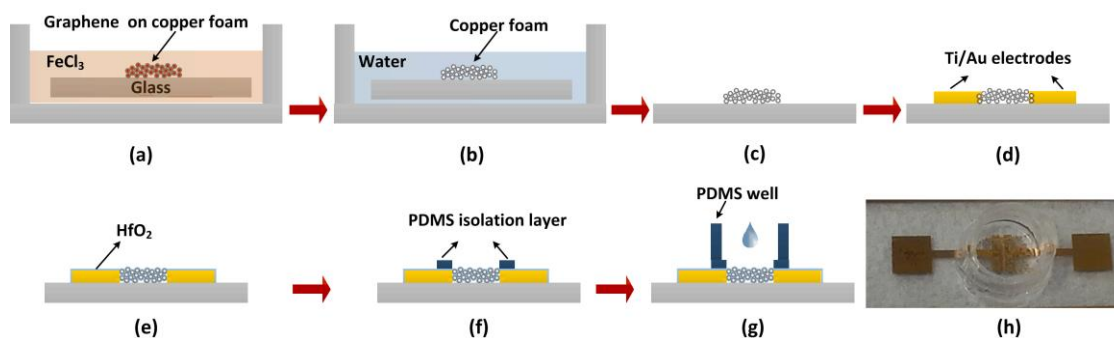 Graphene on copper foam
FeCl3
Glass
(a)
Copper foam
Water
(b)
(c)
Ti/Au electrodes
(d)
HfO2
(e)
PDMS isolation layer
(f)
PDMS well
(g)
(h)